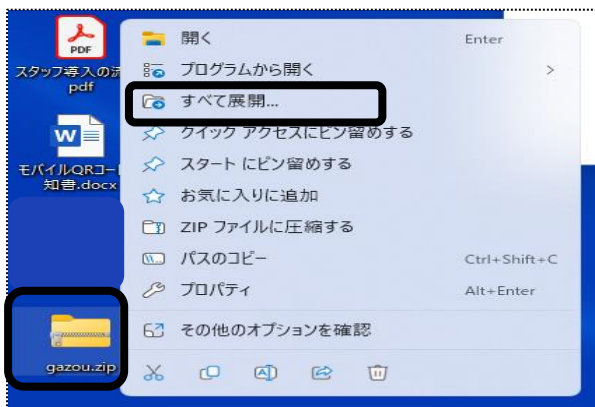 PDF
スタッフ導入の流
pdf
W
モバイルQRコード
知書.docx
gazou.zip
開く Enter
プログラムから開く >
すべて展開...
クイック アクセスにピン留めする
スタート にピン留めする
お気に入りに追加
ZIP ファイルに圧縮する
パスのコピー Ctrl+Shift+C
プロパティ Alt+Enter
その他のオプションを確認